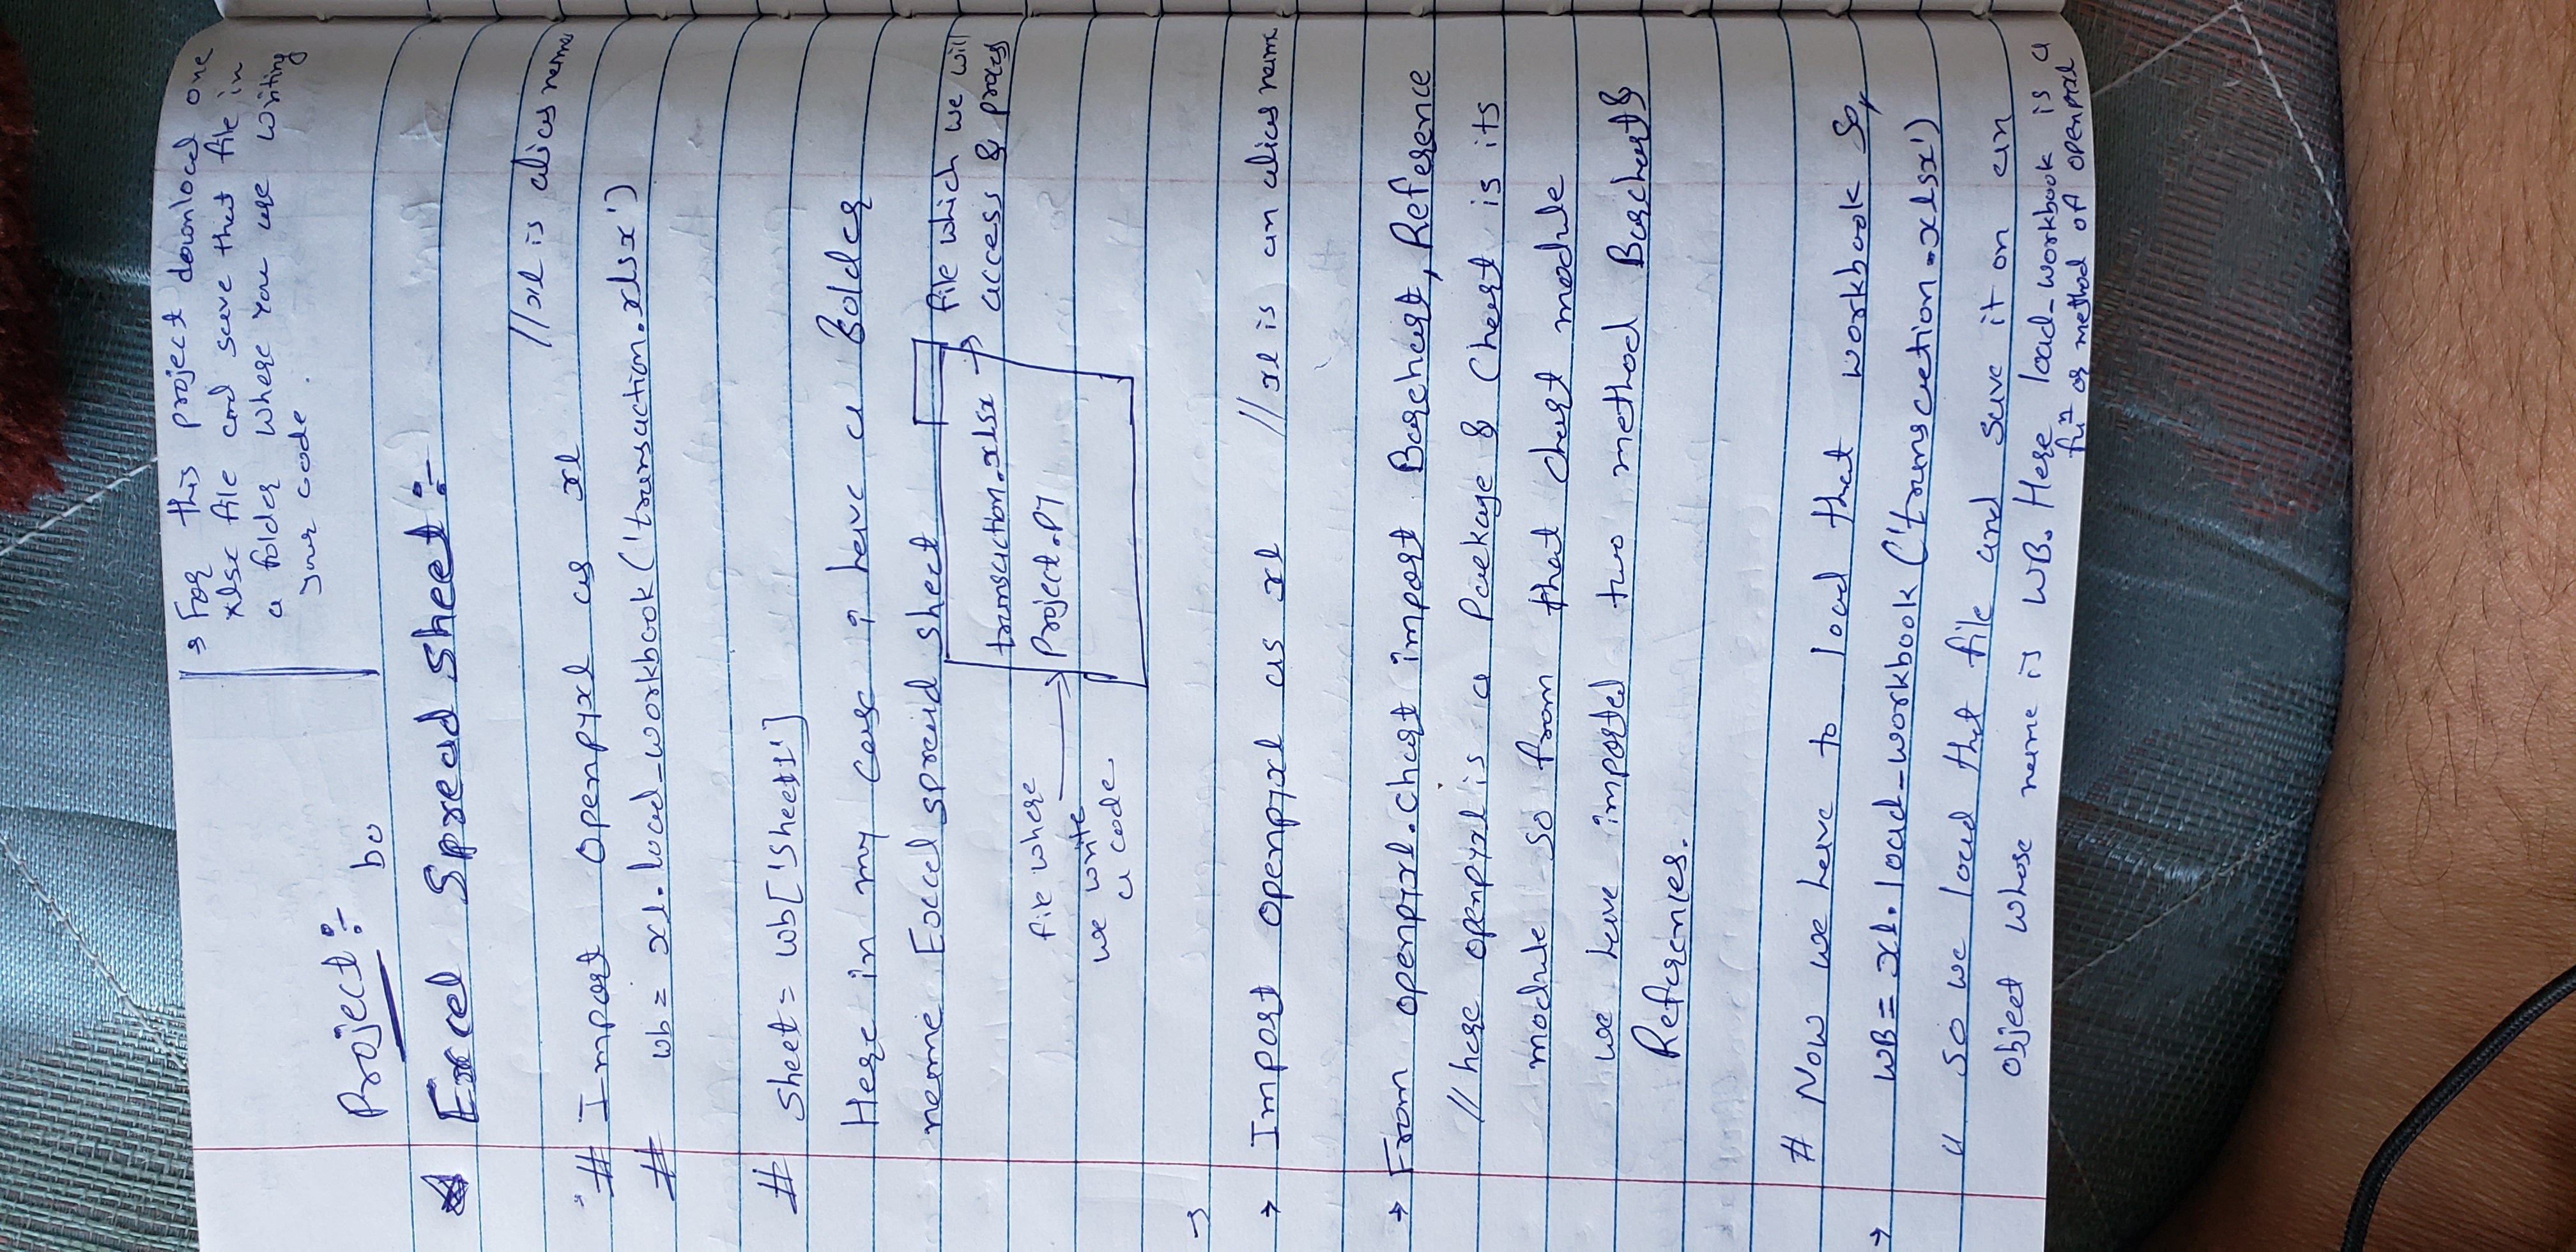 → For this project download one
xlsx file and save that file in
a folder where you are writing
your code.
Project :-
bo
Excel Spread sheet :-
//xl is alias name
# Import openpyxl as xl
# wb = xl.load_workbook('transaction.xlsx')
# sheet = wb['Sheet1']
Here in my case i have a folder
name Excel spread sheet
file which we will
access & process
transaction.xlsx →
file where
we write
a code
Project.PY
→
→ Import openpyxl as xl //xl is an alias name
→ From openpyxl.chart import Barchart, Reference
// here openpyxl is a Package & Chart is its
module so from that chart module
we have imported two method Barchart &
References.
# Now we have to load that workbook So,
→ WB = xl.load_workbook('transcation.xlsx')
// so we load that file and save it on an
object whose name is WB. Here load_workbook is a
fuⁿ or method of openpyxl